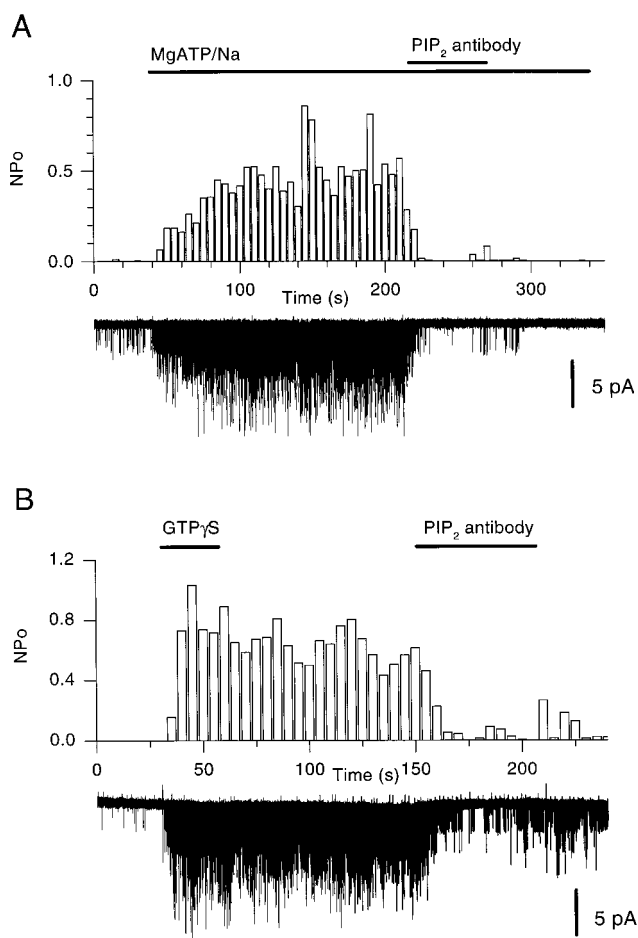 A
MgATP/Na
PIP2 antibody
1.0
0.5
0.0
NPo
0 100 200 300
Time (s)
5 pA
B
GTPγS
PIP2 antibody
1.2
0.8
0.4
0.0
NPo
0 50 100 150 200
Time (s)
5 pA